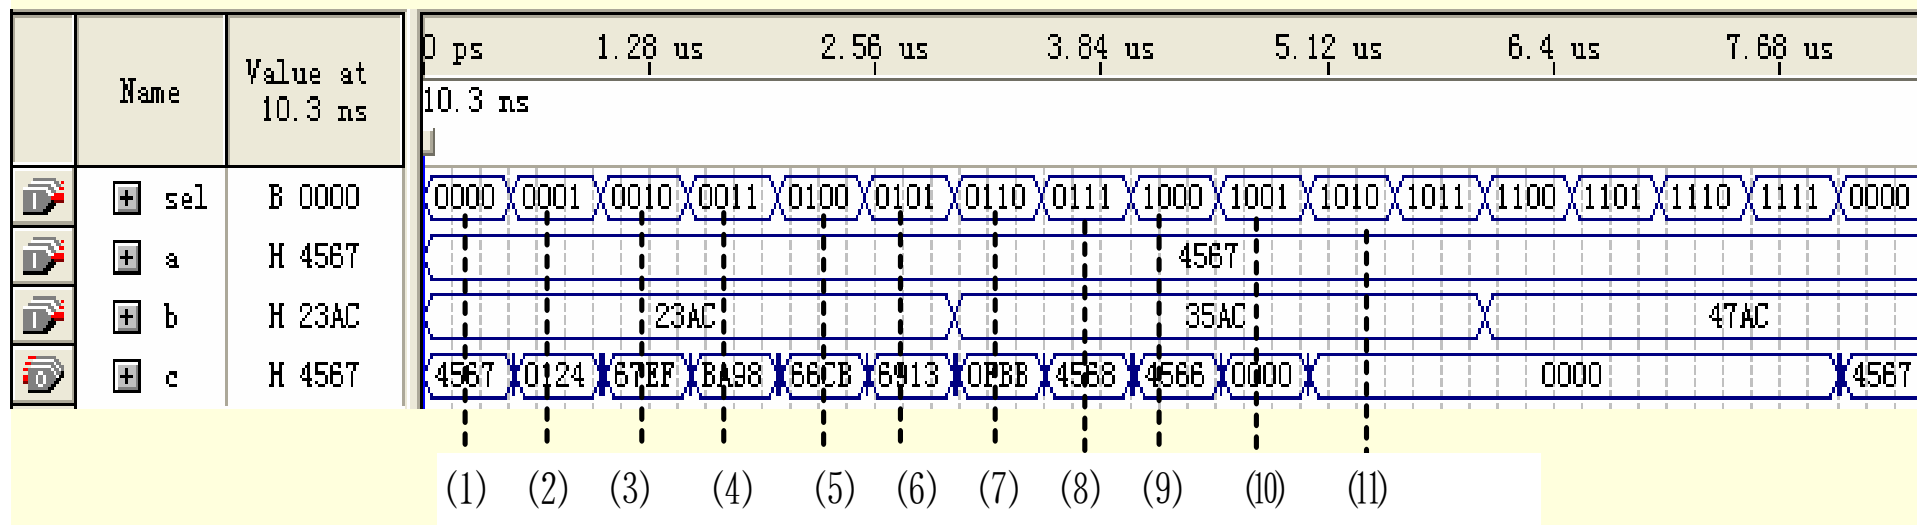 Name
Value at
10.3 ns
0 ps 1.28 us 2.56 us 3.84 us 5.12 us 6.4 us 7.68 us
10.3 ns
sel B 0000 0000 0001 0010 0011 0100 0101 0110 0111 1000 1001 1010 1011 1100 1101 1110 1111 0000
a H 4567 4567
b H 23AC 23AC 35AC 47AC
c H 4567 4567 0124 67EF BA98 66CB 6913 0FBB 4568 4566 0000 0000 4567
(1) (2) (3) (4) (5) (6) (7) (8) (9) (10) (11)